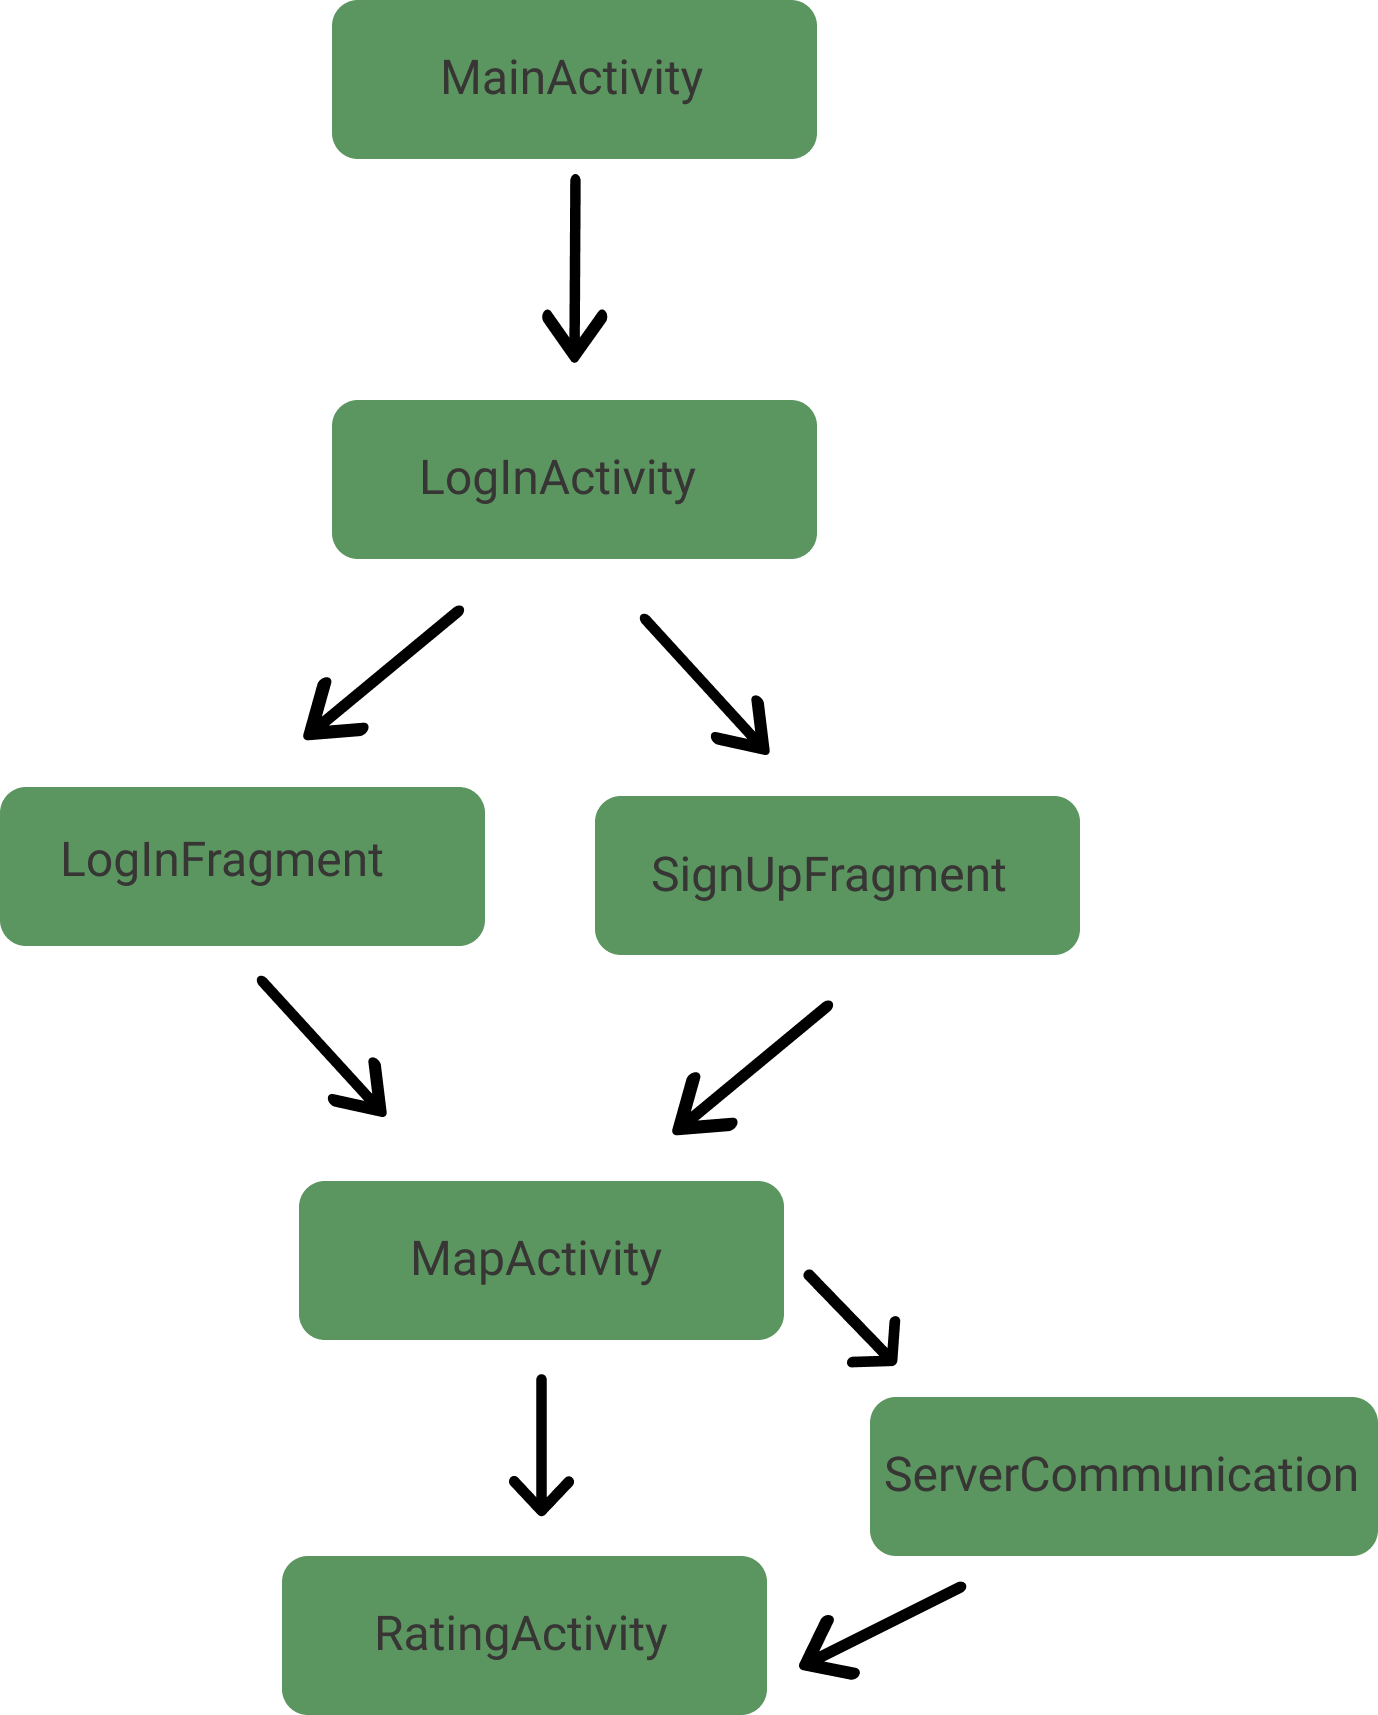 MainActivity
LogInActivity
LogInFragment
SignUpFragment
MapActivity
ServerCommunication
RatingActivity